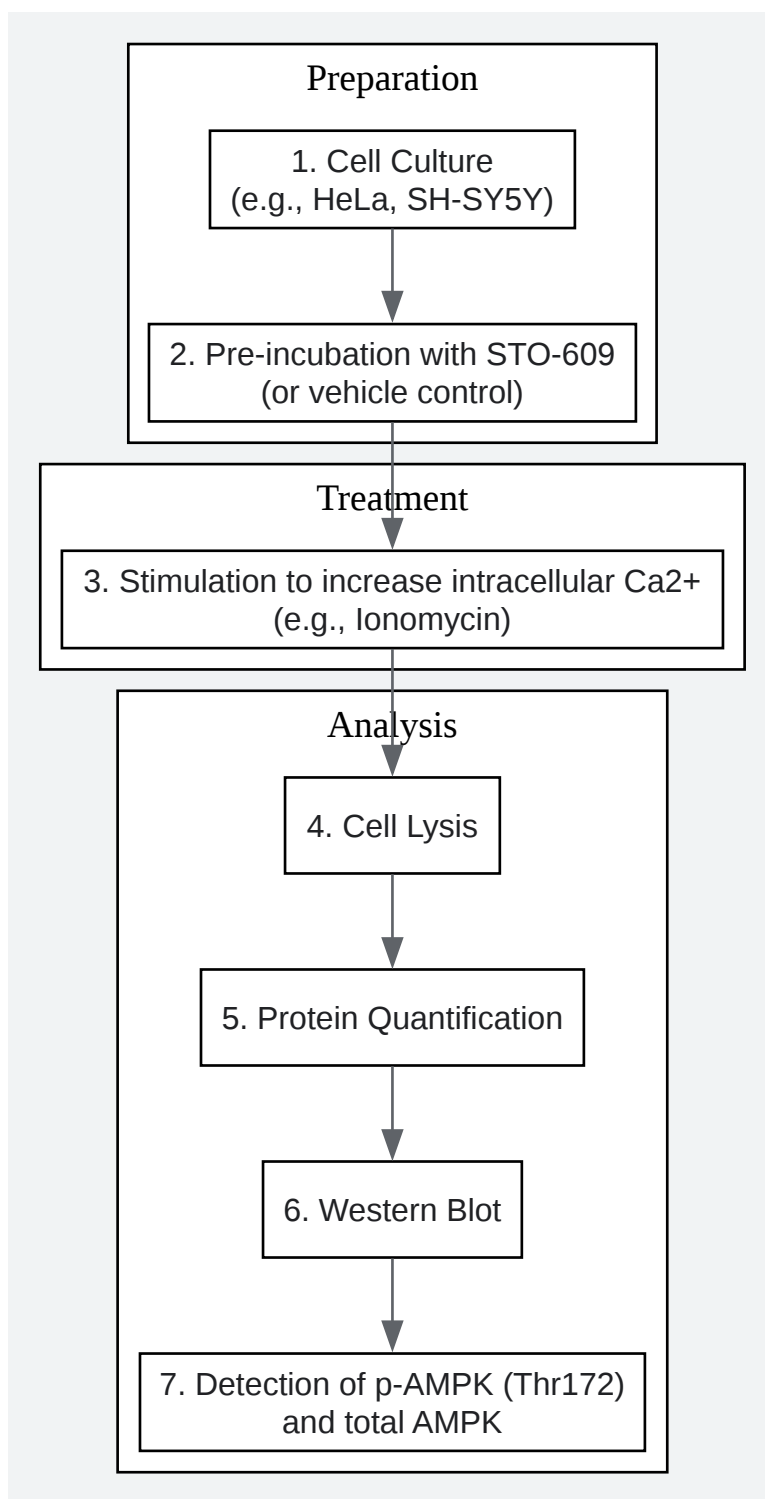 Preparation
1. Cell Culture
(e.g., HeLa, SH-SY5Y)
2. Pre-incubation with STO-609
(or vehicle control)
Treatment
3. Stimulation to increase intracellular Ca2+
(e.g., Ionomycin)
Analysis
4. Cell Lysis
5. Protein Quantification
6. Western Blot
7. Detection of p-AMPK (Thr172)
and total AMPK